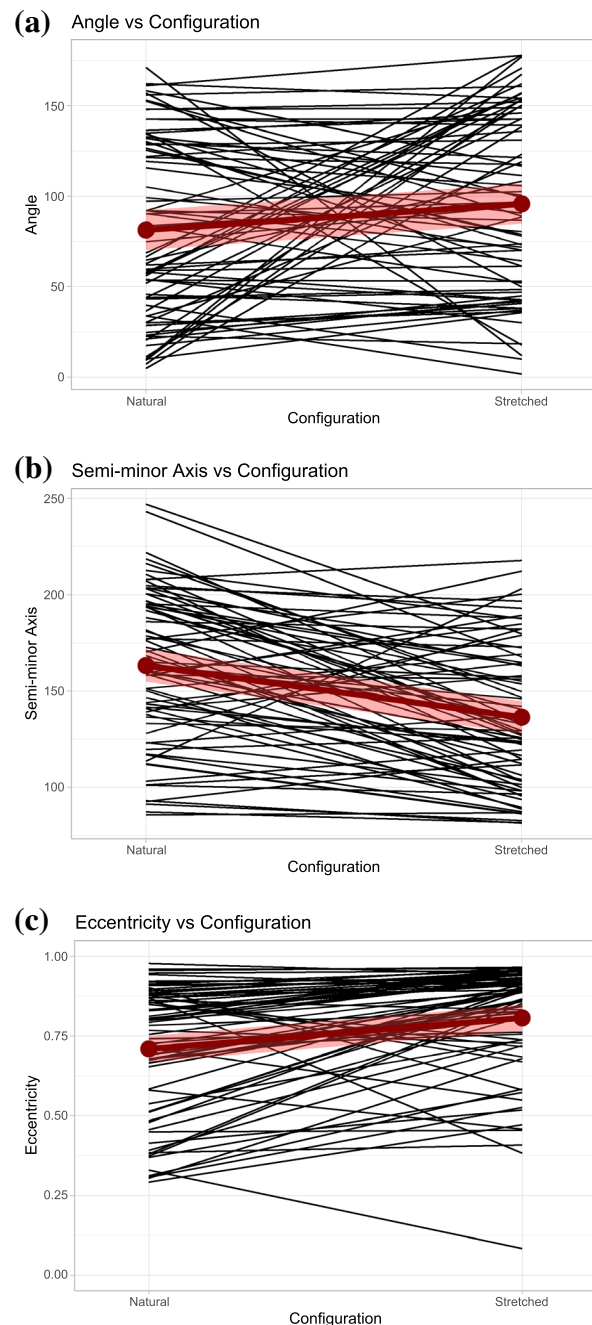 (a) Angle vs Configuration
150
100
50
0
Angle
Natural Stretched
Configuration
(b) Semi-minor Axis vs Configuration
250
200
150
100
Semi-minor Axis
Natural Stretched
Configuration
(c) Eccentricity vs Configuration
1.00
0.75
0.50
0.25
0.00
Eccentricity
Natural Stretched
Configuration